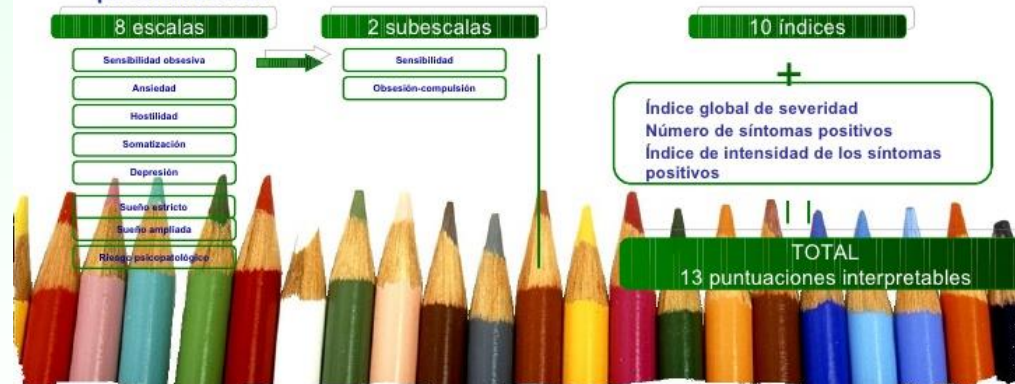 8 escalas
Sensibilidad obsesiva
Ansiedad
Hostilidad
Somatización
Depresión
Sueño estricto
Sueño ampliada
Riesgo psicopatológico
2 subescalas
Sensibilidad
Obsesión-compulsión
10 índices
+
Índice global de severidad
Número de síntomas positivos
Índice de intensidad de los síntomas
positivos
TOTAL
13 puntuaciones interpretables